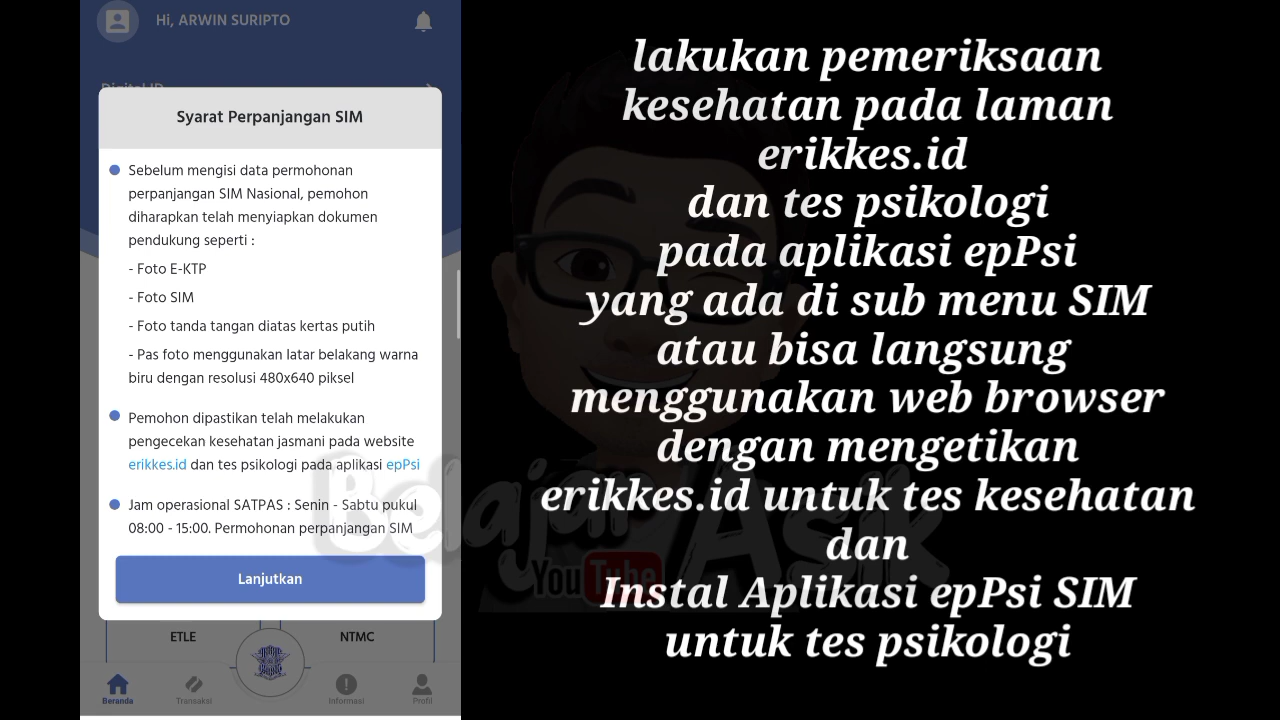 Hi, ARWIN SURIPTO
Digital ID
Syarat Perpanjangan SIM
Sebelum mengisi data permohonan
perpanjangan SIM Nasional, pemohon
diharapkan telah menyiapkan dokumen
pendukung seperti :
- Foto E-KTP
- Foto SIM
- Foto tanda tangan diatas kertas putih
- Pas foto menggunakan latar belakang warna
biru dengan resolusi 480x640 piksel
Pemohon dipastikan telah melakukan
pengecekan kesehatan jasmani pada website
erikkes.id dan tes psikologi pada aplikasi epPsi
Jam operasional SATPAS : Senin - Sabtu pukul
08:00 - 15:00. Permohonan perpanjangan SIM
Lanjutkan
ETLE
NTMC
Beranda
Transaksi
Informasi
Profil
lakukan pemeriksaan
kesehatan pada laman
erikkes.id
dan tes psikologi
pada aplikasi epPsi
yang ada di sub menu SIM
atau bisa langsung
menggunakan web browser
dengan mengetikan
erikkes.id untuk tes kesehatan
dan
Instal Aplikasi epPsi SIM
untuk tes psikologi
Belajar Asik
YouTube